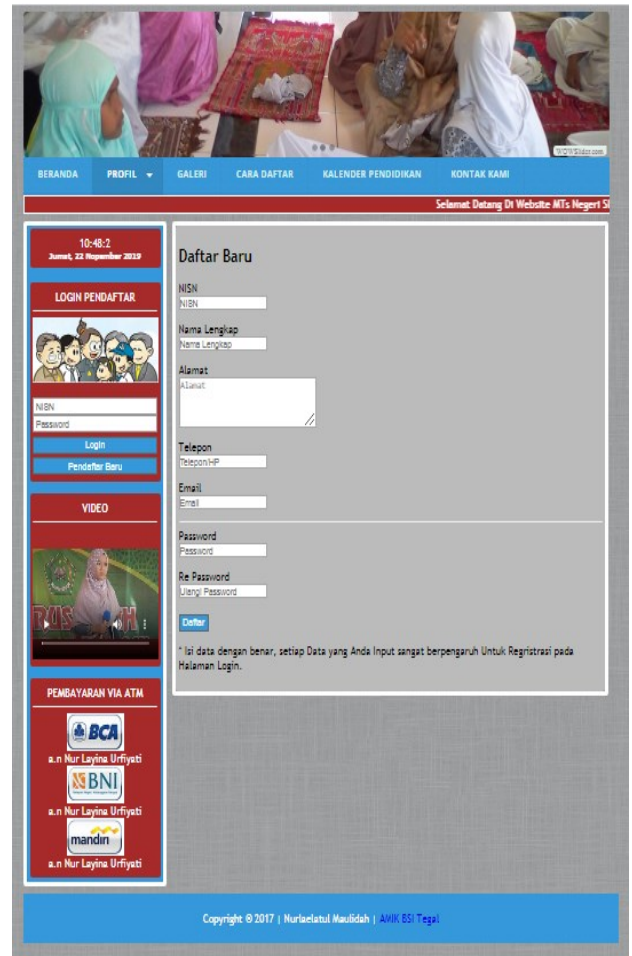 WOWSlider.com
BERANDA PROFIL GALERI CARA DAFTAR KALENDER PENDIDIKAN KONTAK KAMI
Selamat Datang Di Website MTs Negeri
10:48:2
Jumat, 22 Nopember 2019
LOGIN PENDAFTAR
NISN
Password
Login
Pendaftar Baru
VIDEO
PEMBAYARAN VIA ATM
BCA
a.n Nur Layina Urfiyati
BNI
a.n Nur Layina Urfiyati
mandiri
a.n Nur Layina Urfiyati
Daftar Baru
NISN
NISN
Nama Lengkap
Nama Lengkap
Alamat
Alamat
Telepon
Telepon/HP
Email
Email
Password
Password
Re Password
Ulangi Password
Daftar
* Isi data dengan benar, setiap Data yang Anda Input sangat berpengaruh Untuk Regristrasi pada
Halaman Login.
Copyright © 2017 | Nurlaelatul Maulidah | AMIK BSI Tegal